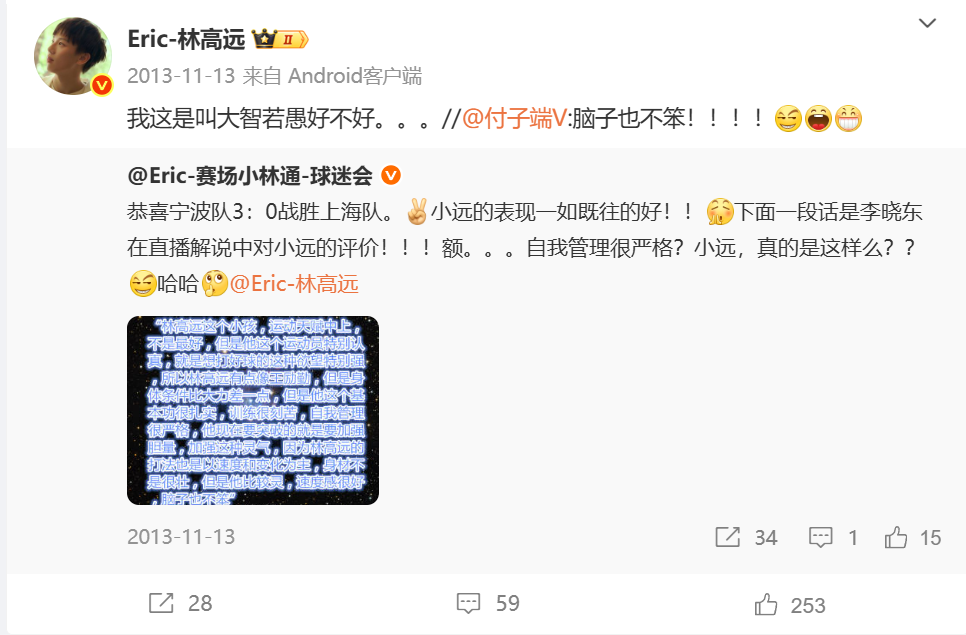 Eric-林高远 II
2013-11-13 来自 Android客户端
我这是叫大智若愚好不好。。。//@付子端V:脑子也不笨！！！！
@Eric-赛场小林通-球迷会
恭喜宁波队3：0战胜上海队。小远的表现一如既往的好！！下面一段话是李晓东
在直播解说中对小远的评价！！！额。。。自我管理很严格？小远，真的是这样么？？
哈哈@Eric-林高远
“林高远这个小孩，运动天赋中上，
不是最好，但是他这个运动员特别认
真，就是想打好球的这种欲望特别强
，所以林高远有点像王励勤，但是身
体条件比大力差一点，但是他这个基
本功很扎实，训练很刻苦，自我管理
很严格，他现在要突破的就是要加强
胆量，加强这种灵气，因为林高远的
打法也是以速度和变化为主，身材不
是很壮，但是他比较灵，速度感很好
，脑子也不笨”
2013-11-13 34 1 15
28 59 253